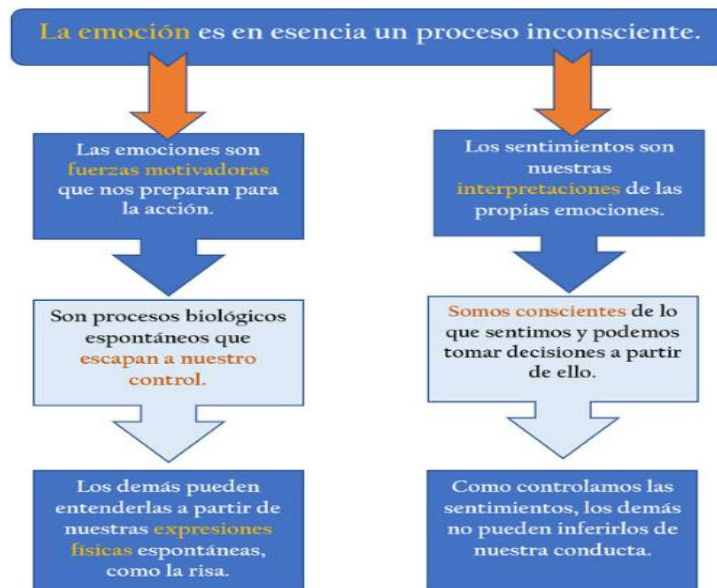 La emoción es en esencia un proceso inconsciente.
Las emociones son
fuerzas motivadoras
que nos preparan para
la acción.
Son procesos biológicos
espontáneos que
escapan a nuestro
control.
Los demás pueden
entenderlas a partir de
nuestras expresiones
físicas espontáneas,
como la risa.
Los sentimientos son
nuestras
interpretaciones de las
propias emociones.
Somos conscientes de lo
que sentimos y podemos
tomar decisiones a partir
de ello.
Como controlamos las
sentimientos, los demás
no pueden inferirlos de
nuestra conducta.